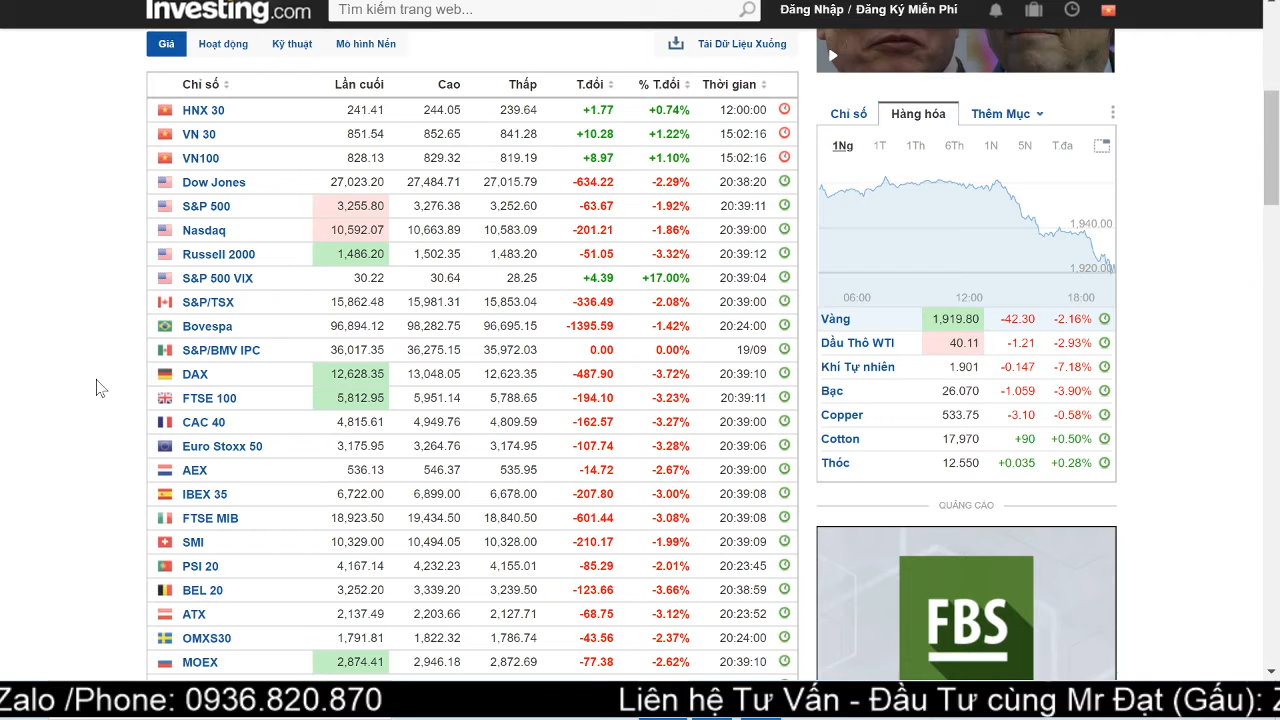 Investing.com
Tìm kiếm trang web...
Đăng Nhập / Đăng Ký Miễn Phí
Giá Hoạt động Kỹ thuật Mô hình Nến Tải Dữ Liệu Xuống
Chỉ số Lần cuối Cao Thấp T.đổi % T.đổi Thời gian
HNX 30 241.41 244.05 239.64 +1.77 +0.74% 12:00:00
VN 30 851.54 852.65 841.28 +10.28 +1.22% 15:02:16
VN100 828.13 829.32 819.19 +8.97 +1.10% 15:02:16
Dow Jones 27,023.20 27,484.71 27,015.79 -634.22 -2.29% 20:38:20
S&P 500 3,255.80 3,276.38 3,252.60 -63.67 -1.92% 20:39:11
Nasdaq 10,592.07 10,663.89 10,583.09 -201.21 -1.86% 20:39:00
Russell 2000 1,486.20 1,502.35 1,483.20 -51.05 -3.32% 20:39:12
S&P 500 VIX 30.22 30.64 28.25 +4.39 +17.00% 20:39:04
S&P/TSX 15,862.48 15,981.31 15,853.04 -336.49 -2.08% 20:39:00
Bovespa 96,894.12 98,282.75 96,695.15 -1395.59 -1.42% 20:24:00
S&P/BMV IPC 36,017.35 36,275.15 35,972.03 0.00 0.00% 19/09
DAX 12,628.35 13,048.05 12,623.35 -487.90 -3.72% 20:39:10
FTSE 100 5,812.95 5,951.14 5,788.65 -194.10 -3.23% 20:39:11
CAC 40 4,815.61 4,949.76 4,809.59 -162.57 -3.27% 20:39:00
Euro Stoxx 50 3,175.95 3,264.76 3,174.95 -107.74 -3.28% 20:39:06
AEX 536.13 546.37 535.95 -14.72 -2.67% 20:39:00
IBEX 35 6,722.00 6,899.00 6,678.00 -207.80 -3.00% 20:39:08
FTSE MIB 18,923.50 19,434.50 18,840.50 -601.44 -3.08% 20:39:08
SMI 10,329.00 10,494.05 10,328.00 -210.17 -1.99% 20:39:09
PSI 20 4,167.14 4,232.23 4,155.01 -85.29 -2.01% 20:23:45
BEL 20 3,252.20 3,339.20 3,239.50 -123.66 -3.66% 20:38:59
ATX 2,137.49 2,203.66 2,127.71 -68.75 -3.12% 20:23:52
OMXS30 1,791.81 1,822.32 1,786.74 -43.56 -2.37% 20:24:00
MOEX 2,874.41 2,946.18 2,872.69 -77.38 -2.62% 20:39:10
Chỉ số Hàng hóa Thêm Mục
1Ng 1T 1Th 6Th 1N 5N T.đa
1,940.00
1,920.00
06:00 12:00 18:00
Vàng 1,919.80 -42.30 -2.16%
Dầu Thô WTI 40.11 -1.21 -2.93%
Khí Tự nhiên 1.901 -0.147 -7.18%
Bạc 26.070 -1.059 -3.90%
Copper 533.75 -3.10 -0.58%
Cotton 17,970 +90 +0.50%
Thóc 12.550 +0.035 +0.28%
QUẢNG CÁO
FBS
Zalo /Phone: 0936.820.870 Liên hệ Tư Vấn - Đầu Tư cùng Mr Đạt (Gấu): Z